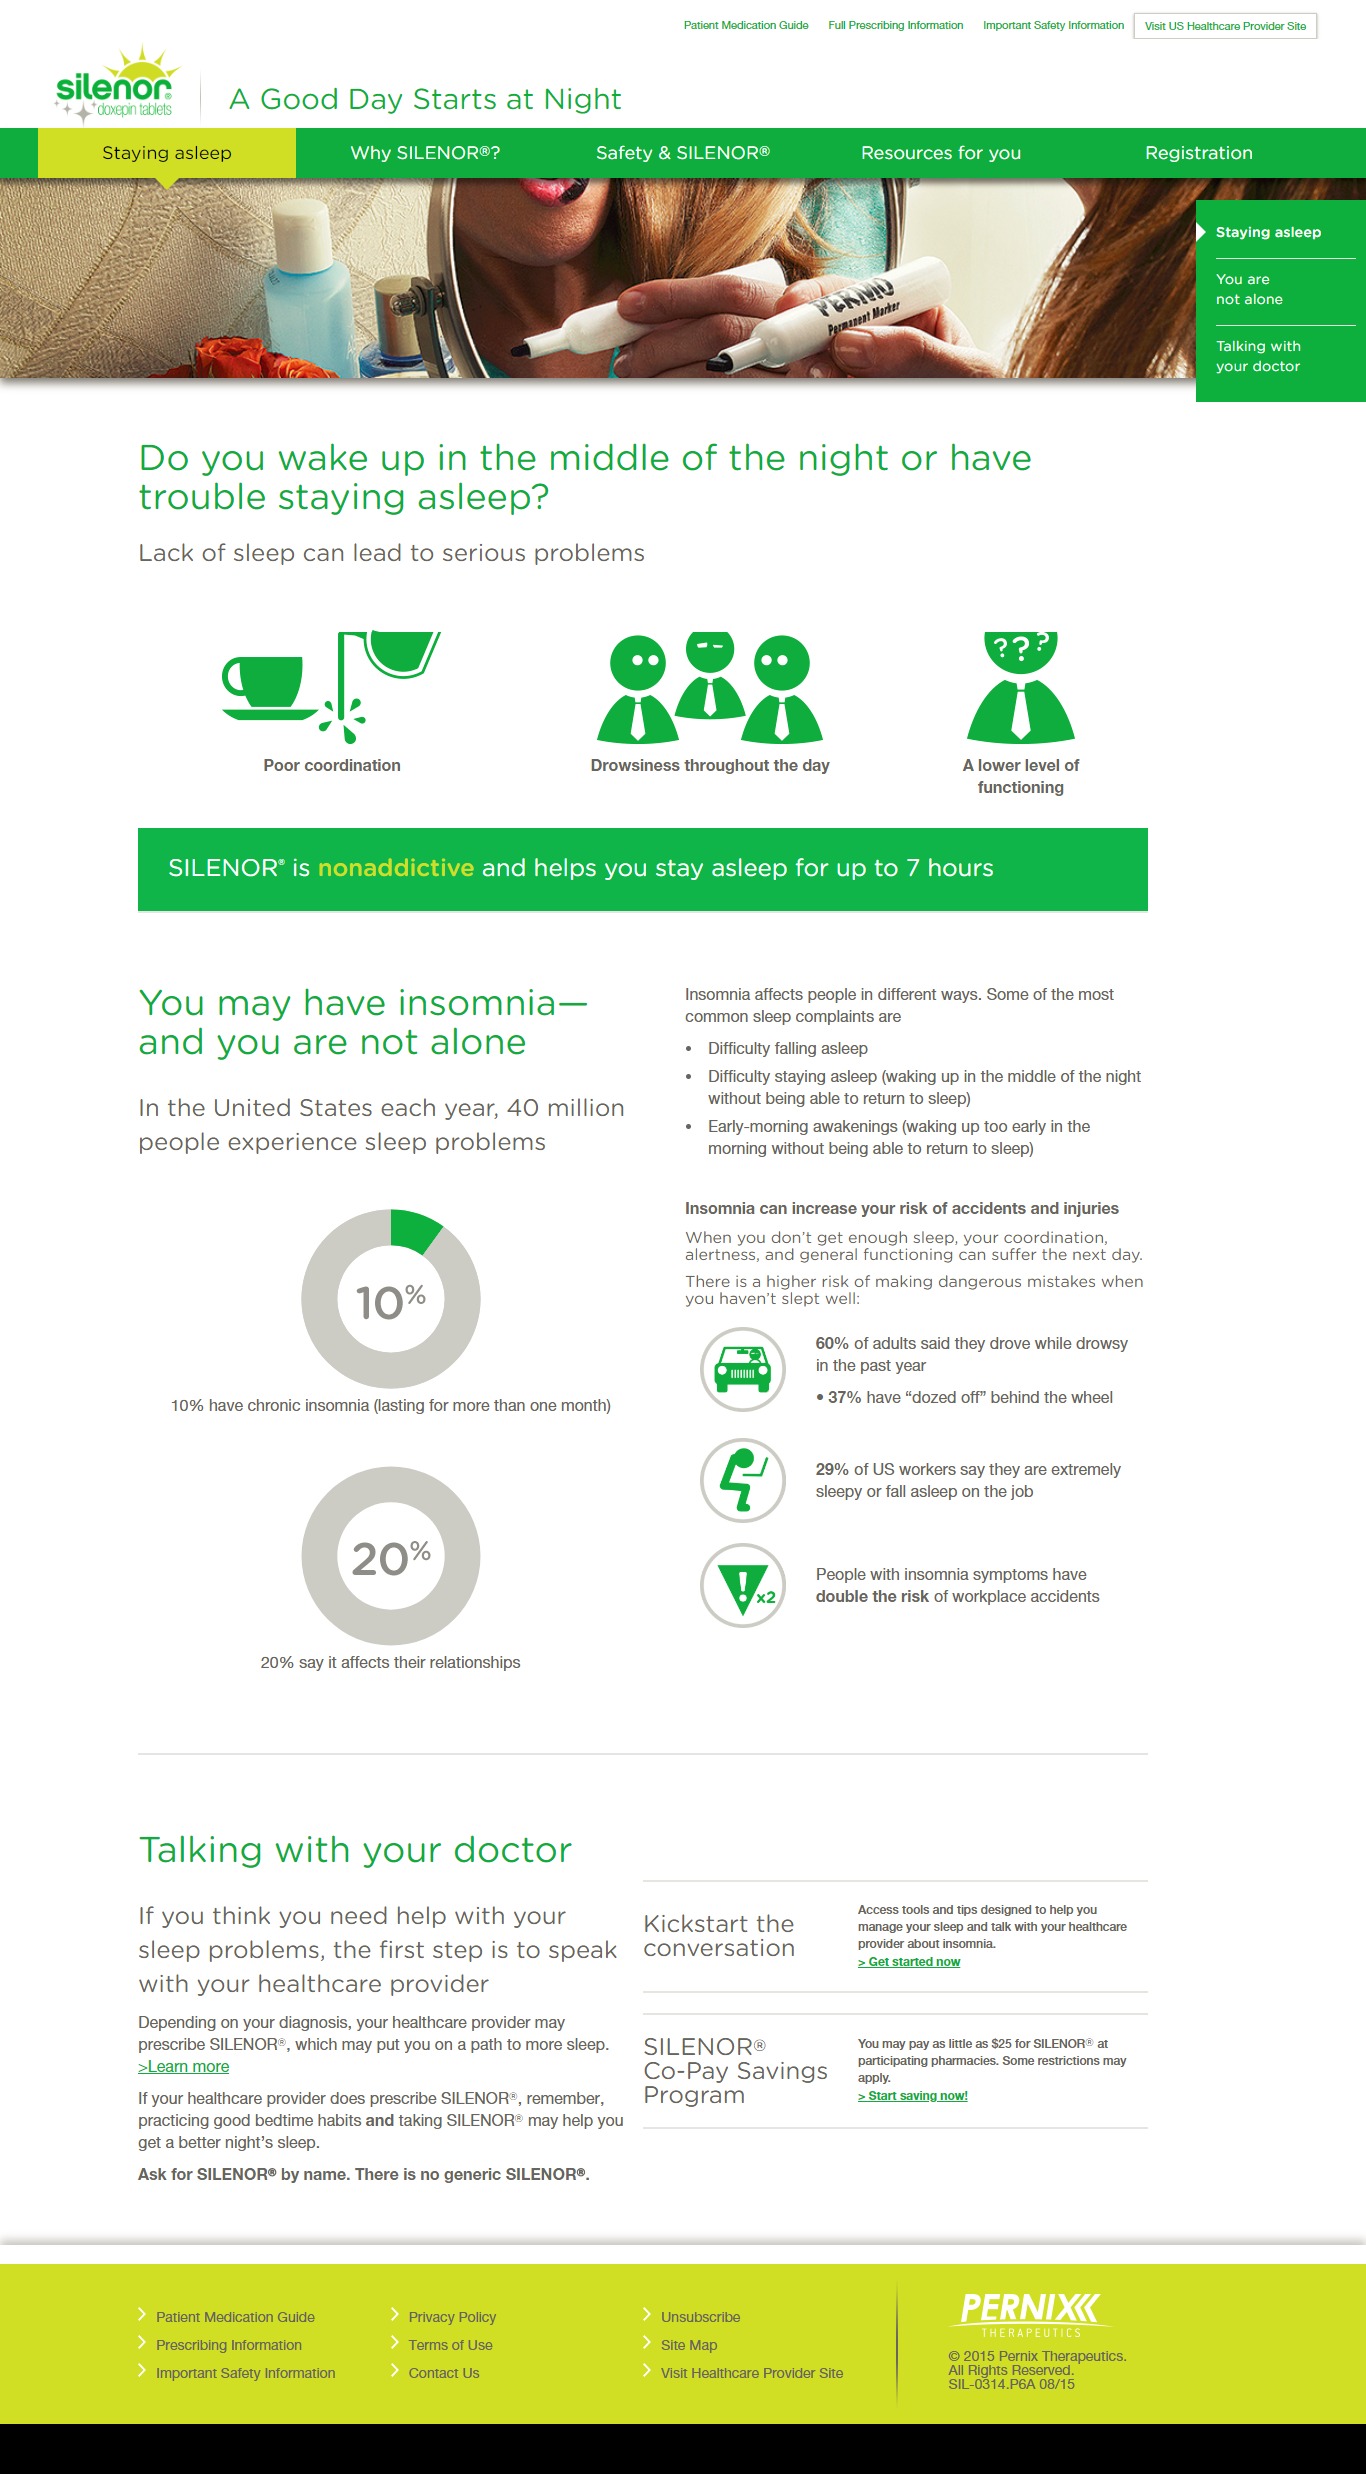 Patient Medication Guide Full Prescribing Information Important Safety Information Visit US Healthcare Provider Site
silenor®
doxepin tablets
A Good Day Starts at Night
Staying asleep Why SILENOR®? Safety & SILENOR® Resources for you Registration
PERMO
Permanent Marker
Staying asleep
You are
not alone
Talking with
your doctor
Do you wake up in the middle of the night or have
trouble staying asleep?
Lack of sleep can lead to serious problems
???
Poor coordination
Drowsiness throughout the day
A lower level of
functioning
SILENOR® is nonaddictive and helps you stay asleep for up to 7 hours
You may have insomnia—
and you are not alone
In the United States each year, 40 million
people experience sleep problems
10%
10% have chronic insomnia (lasting for more than one month)
20%
20% say it affects their relationships
Insomnia affects people in different ways. Some of the most
common sleep complaints are
• Difficulty falling asleep
• Difficulty staying asleep (waking up in the middle of the night
without being able to return to sleep)
• Early-morning awakenings (waking up too early in the
morning without being able to return to sleep)
Insomnia can increase your risk of accidents and injuries
When you don't get enough sleep, your coordination,
alertness, and general functioning can suffer the next day.
There is a higher risk of making dangerous mistakes when
you haven't slept well:
60% of adults said they drove while drowsy
in the past year
• 37% have “dozed off” behind the wheel
29% of US workers say they are extremely
sleepy or fall asleep on the job
! x2
People with insomnia symptoms have
double the risk of workplace accidents
Talking with your doctor
If you think you need help with your
sleep problems, the first step is to speak
with your healthcare provider
Depending on your diagnosis, your healthcare provider may
prescribe SILENOR®, which may put you on a path to more sleep.
>Learn more
If your healthcare provider does prescribe SILENOR®, remember,
practicing good bedtime habits and taking SILENOR® may help you
get a better night's sleep.
Ask for SILENOR® by name. There is no generic SILENOR®.
Kickstart the
conversation
Access tools and tips designed to help you
manage your sleep and talk with your healthcare
provider about insomnia.
> Get started now
SILENOR®
Co-Pay Savings
Program
You may pay as little as $25 for SILENOR® at
participating pharmacies. Some restrictions may
apply.
> Start saving now!
Patient Medication Guide
Prescribing Information
Important Safety Information
Privacy Policy
Terms of Use
Contact Us
Unsubscribe
Site Map
Visit Healthcare Provider Site
PERNIX
THERAPEUTICS
© 2015 Pernix Therapeutics.
All Rights Reserved.
SIL-0314.P6A 08/15